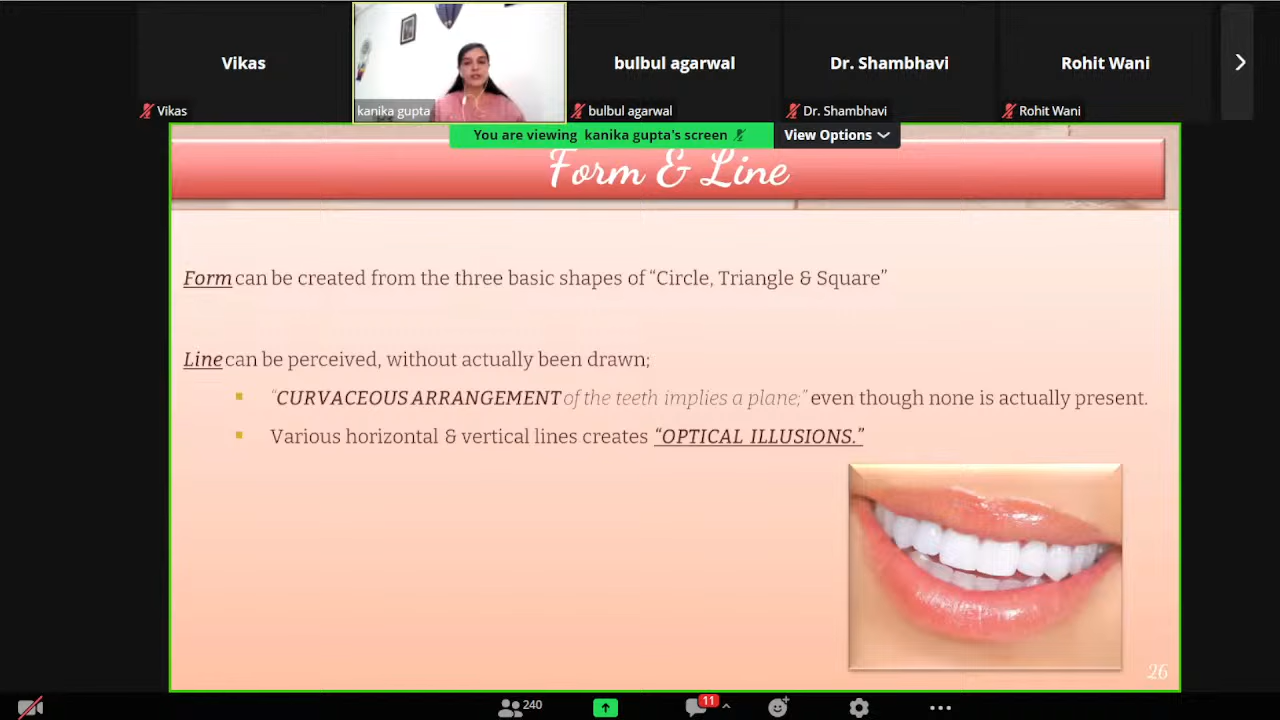 Vikas
bulbul agarwal
Dr. Shambhavi
Rohit Wani
Vikas
kanika gupta
bulbul agarwal
Dr. Shambhavi
Rohit Wani
You are viewing kanika gupta's screen
View Options
Form & Line
Form can be created from the three basic shapes of “Circle, Triangle & Square”
Line can be perceived, without actually been drawn;
“CURVACEOUS ARRANGEMENT of the teeth implies a plane;” even though none is actually present.
Various horizontal & vertical lines creates “OPTICAL ILLUSIONS.”
26
240
11